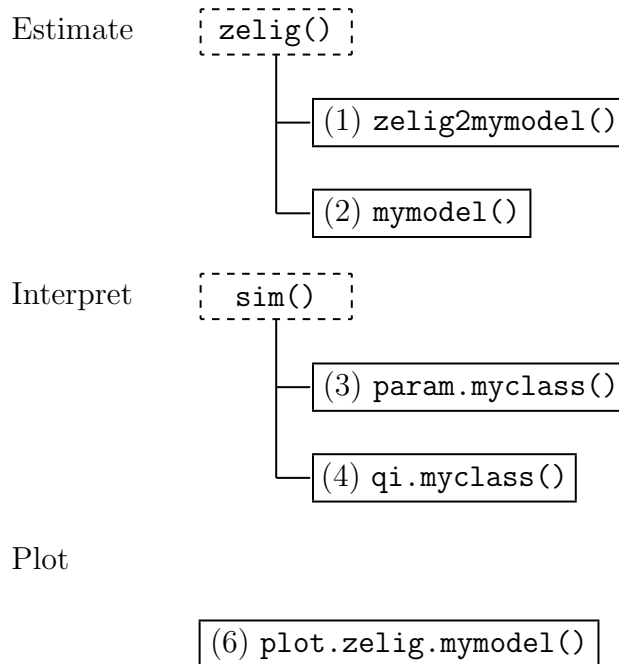 Estimate zelig()
(1) zelig2mymodel()
(2) mymodel()
Interpret sim()
(3) param.myclass()
(4) qi.myclass()
Plot
(6) plot.zelig.mymodel()